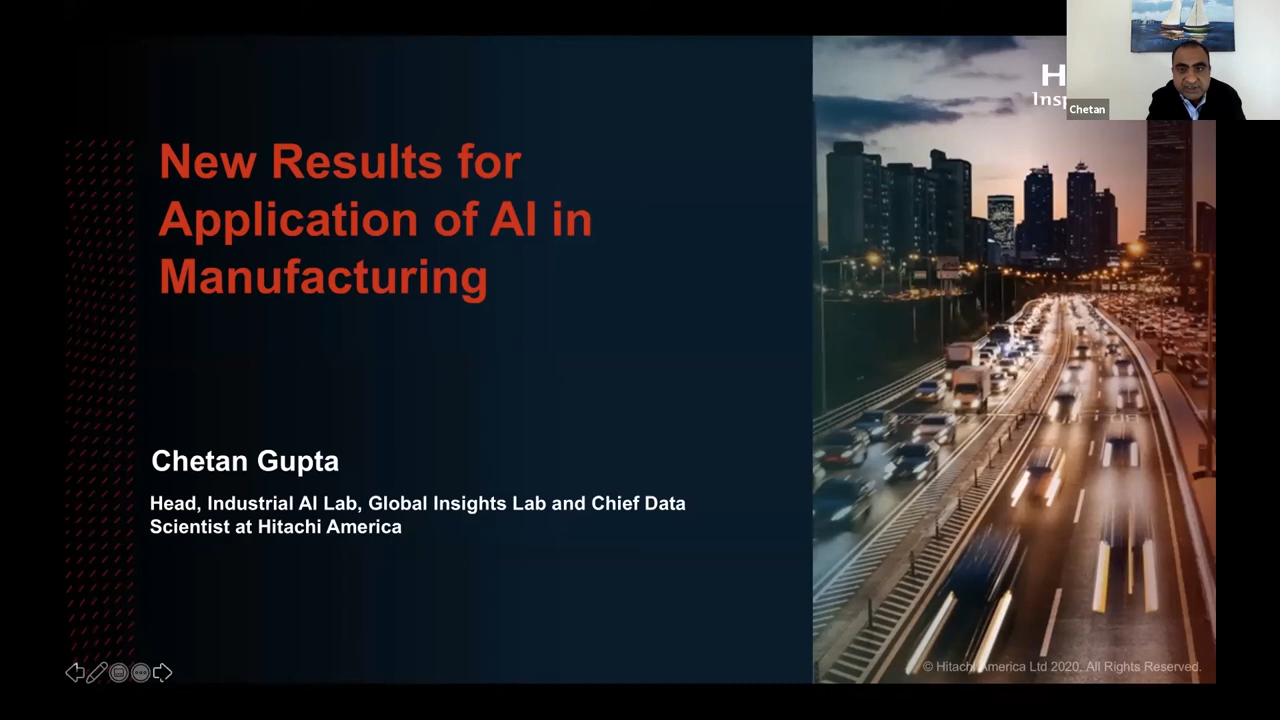 H
Insp
Chetan
New Results for
Application of AI in
Manufacturing
Chetan Gupta
Head, Industrial AI Lab, Global Insights Lab and Chief Data
Scientist at Hitachi America
© Hitachi America Ltd 2020, All Rights Reserved.